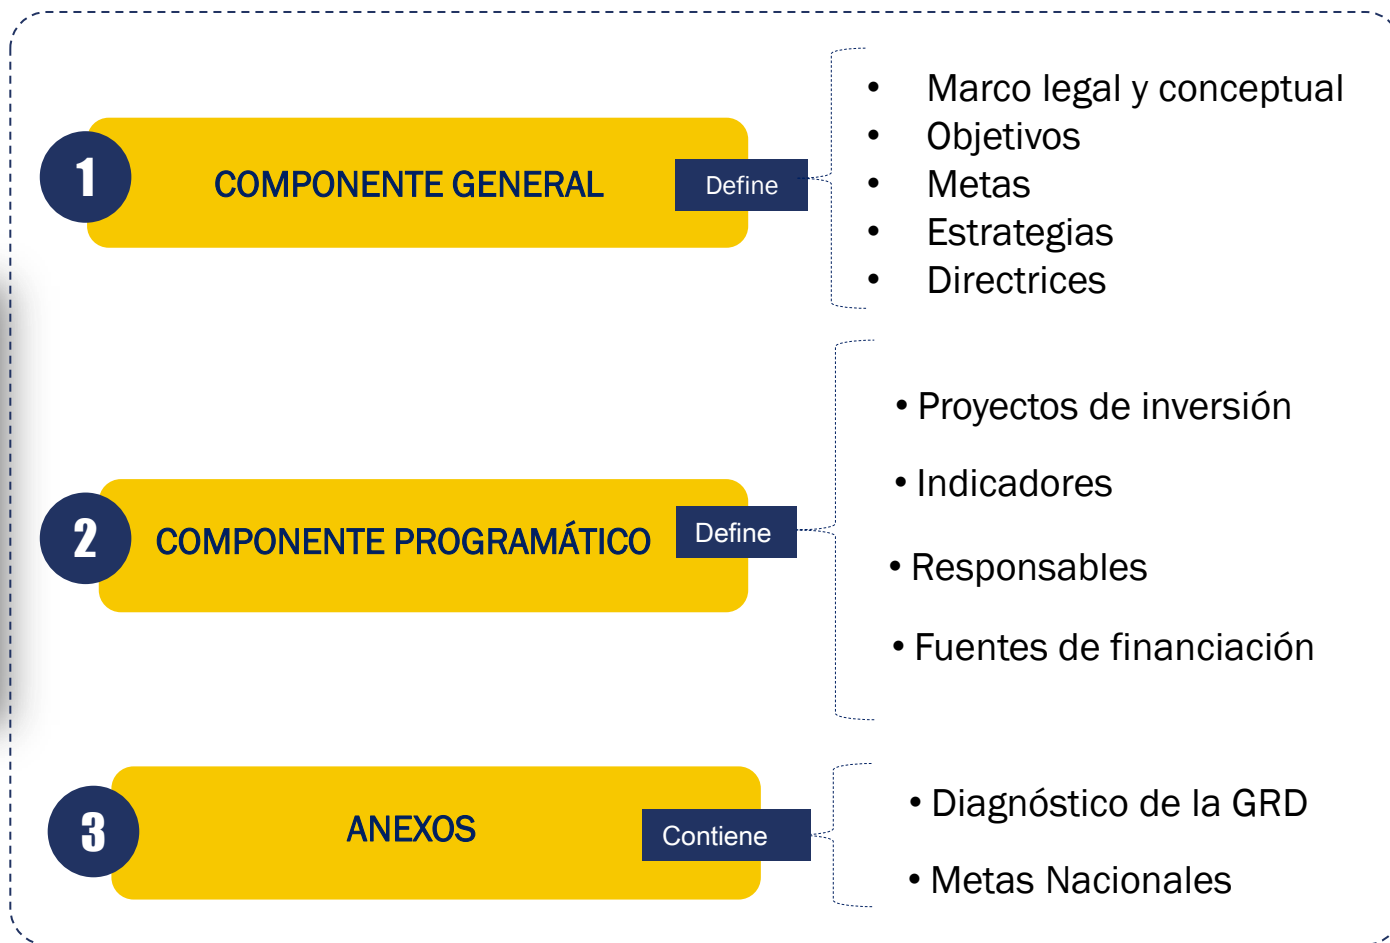 1
COMPONENTE GENERAL
Define
• Marco legal y conceptual
• Objetivos
• Metas
• Estrategias
• Directrices
2
COMPONENTE PROGRAMÁTICO
Define
• Proyectos de inversión
• Indicadores
• Responsables
• Fuentes de financiación
3
ANEXOS
Contiene
• Diagnóstico de la GRD
• Metas Nacionales